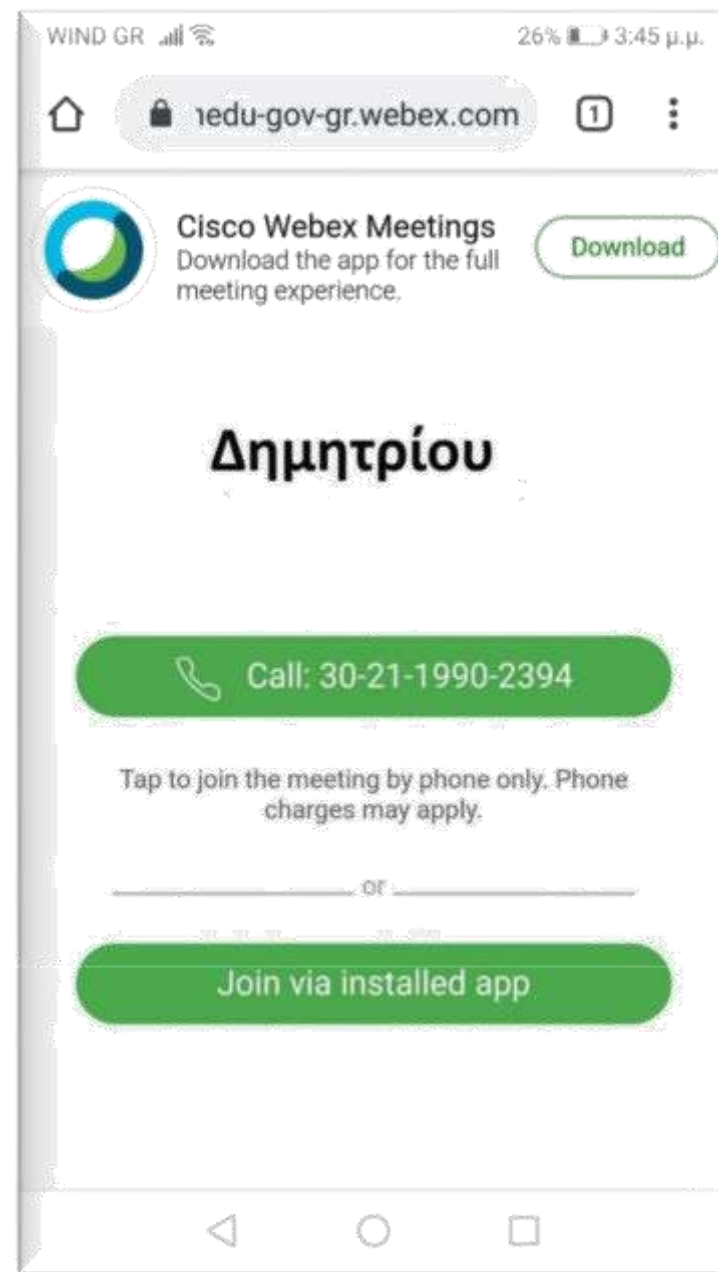 WIND GR 26% 3:45 μ.μ.
nedu-gov-gr.webex.com 1
Cisco Webex Meetings
Download the app for the full
meeting experience.
Download
Δημητρίου
Call: 30-21-1990-2394
Tap to join the meeting by phone only. Phone
charges may apply.
or
Join via installed app